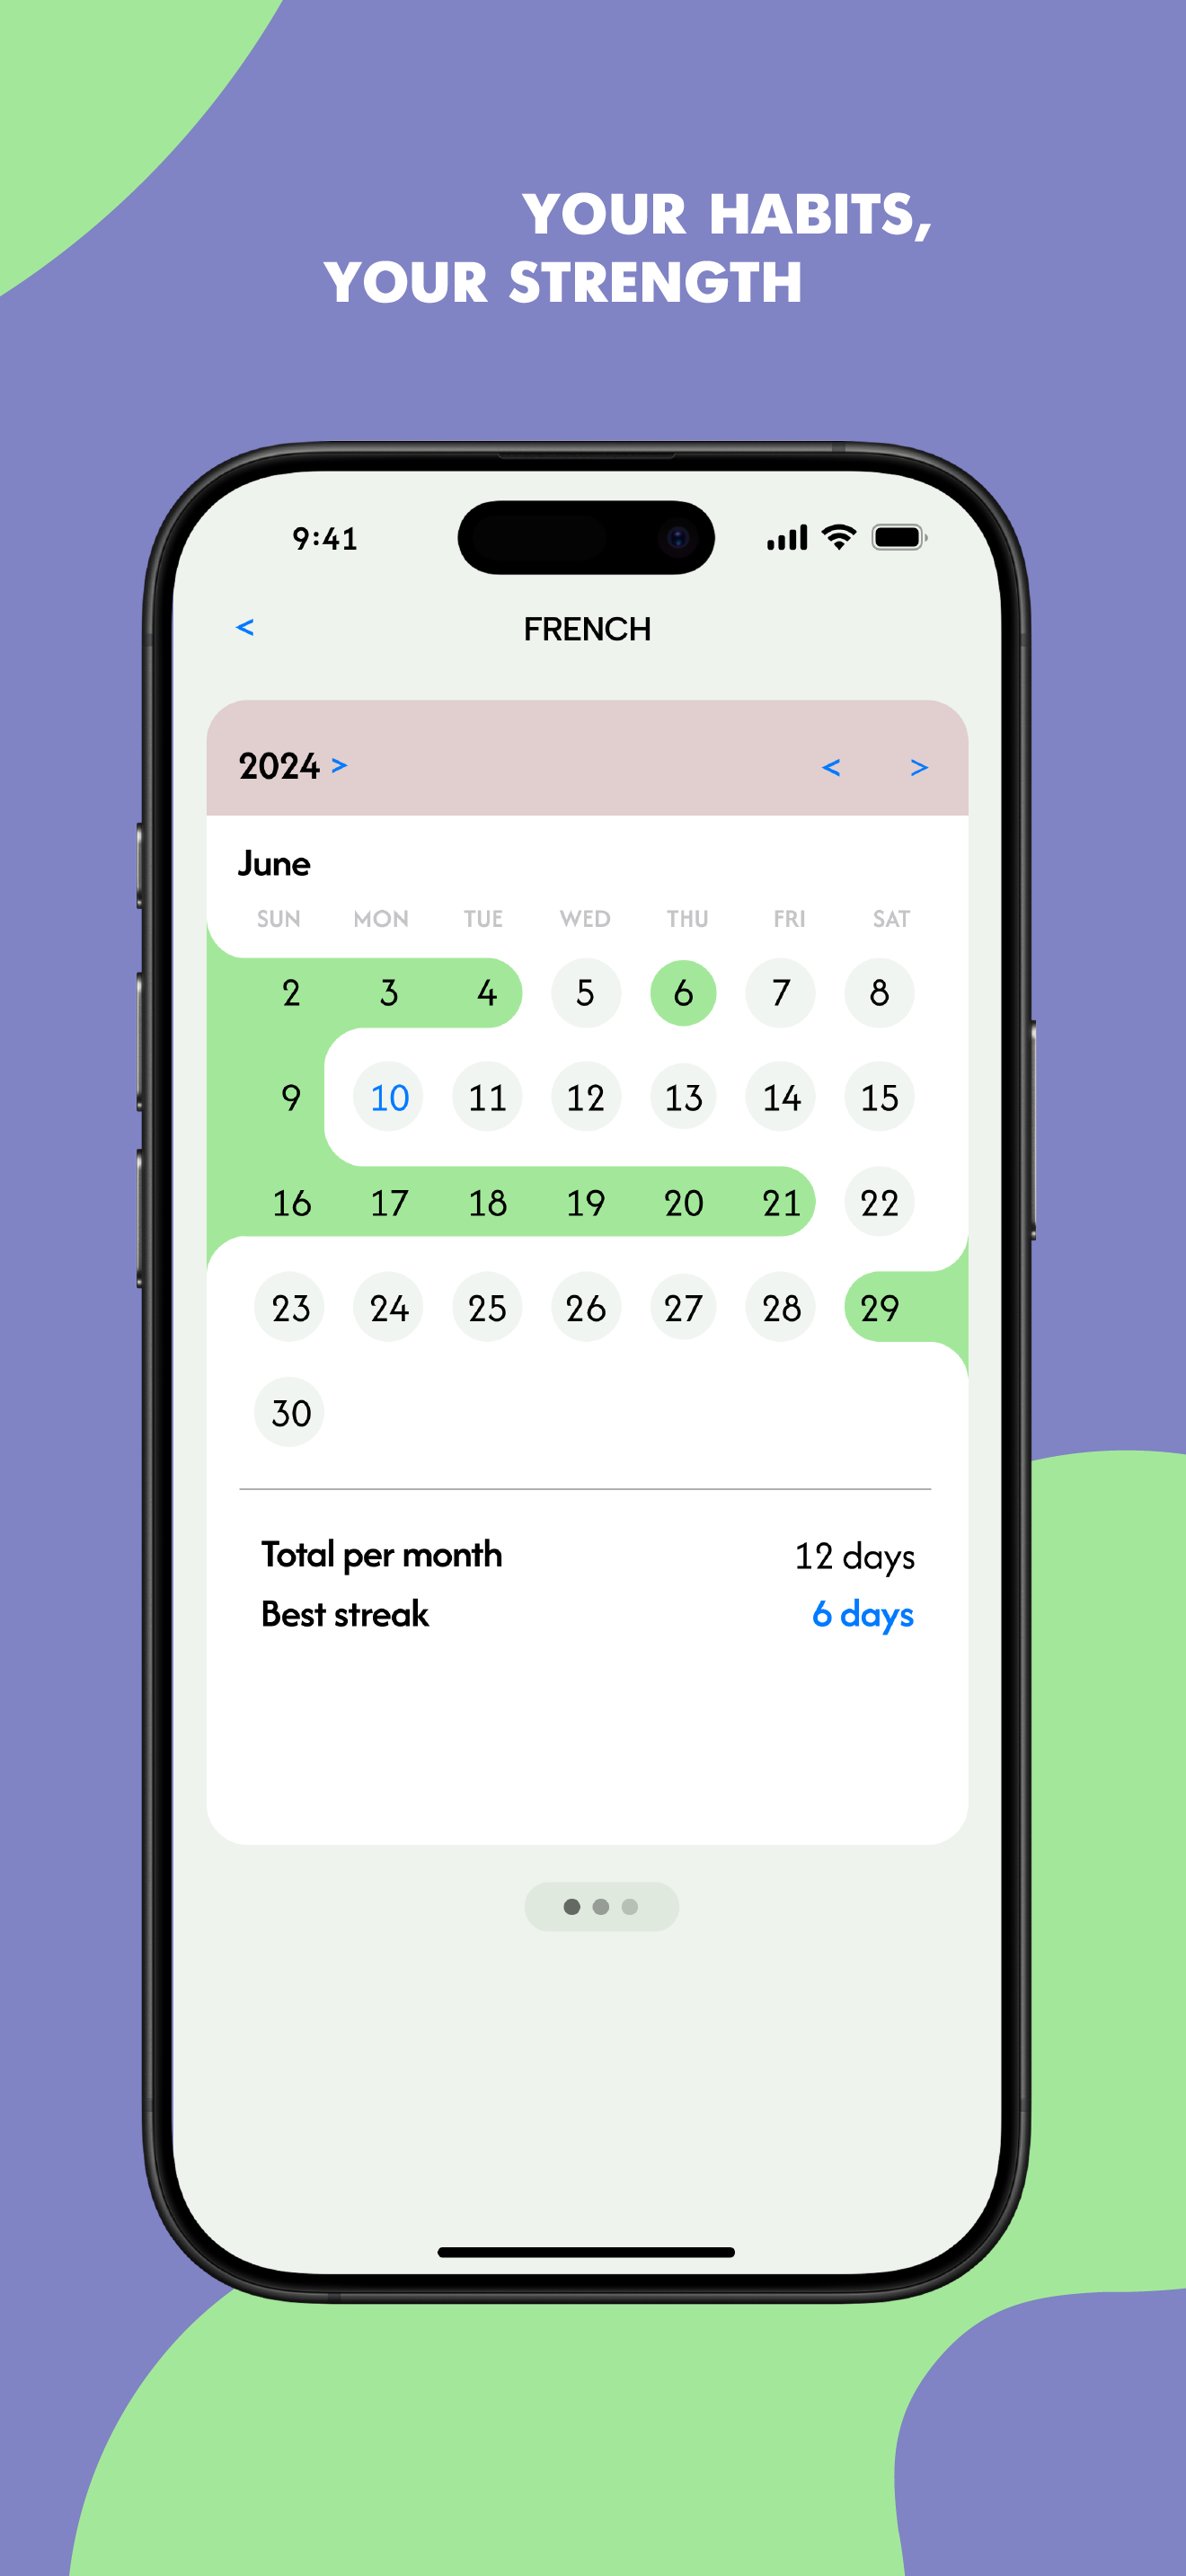 YOUR HABITS,
YOUR STRENGTH
9:41
< FRENCH
2024 > < >
June
SUN MON TUE WED THU FRI SAT
2 3 4 5 6 7 8
9 10 11 12 13 14 15
16 17 18 19 20 21 22
23 24 25 26 27 28 29
30
Total per month 12 days
Best streak 6 days